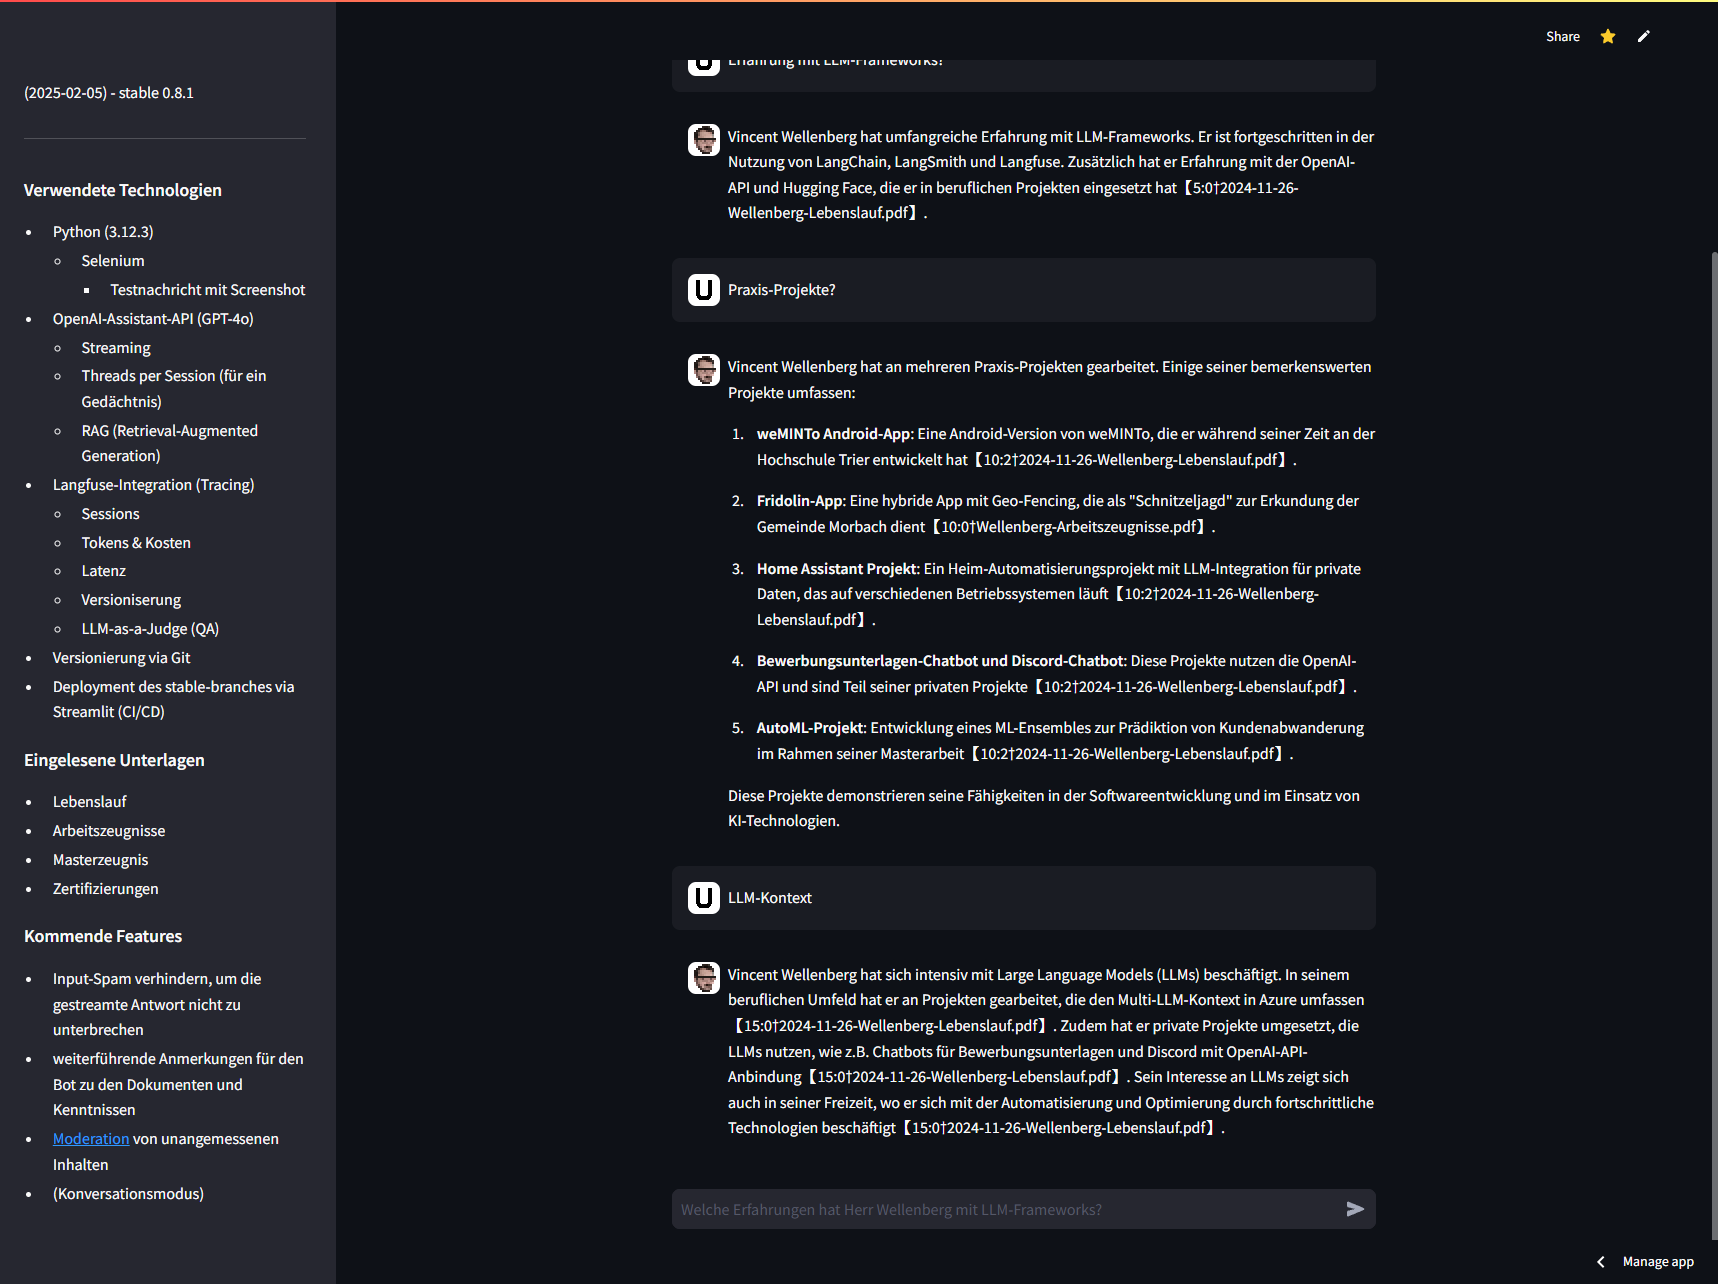 (2025-02-05) - stable 0.8.1
Verwendete Technologien
Python (3.12.3)
Selenium
Testnachricht mit Screenshot
OpenAI-Assistant-API (GPT-4o)
Streaming
Threads per Session (für ein
Gedächtnis)
RAG (Retrieval-Augmented
Generation)
Langfuse-Integration (Tracing)
Sessions
Tokens & Kosten
Latenz
Versioniserung
LLM-as-a-Judge (QA)
Versionierung via Git
Deployment des stable-branches via
Streamlit (CI/CD)
Eingelesene Unterlagen
Lebenslauf
Arbeitszeugnisse
Masterzeugnis
Zertifizierungen
Kommende Features
Input-Spam verhindern, um die
gestreamte Antwort nicht zu
unterbrechen
weiterführende Anmerkungen für den
Bot zu den Dokumenten und
Kenntnissen
Moderation von unangemessenen
Inhalten
(Konversationsmodus)
Share
U Erfahrung mit LLM-Frameworks?
Vincent Wellenberg hat umfangreiche Erfahrung mit LLM-Frameworks. Er ist fortgeschritten in der
Nutzung von LangChain, LangSmith und Langfuse. Zusätzlich hat er Erfahrung mit der OpenAI-
API und Hugging Face, die er in beruflichen Projekten eingesetzt hat【5:0†2024-11-26-
Wellenberg-Lebenslauf.pdf】.
U Praxis-Projekte?
Vincent Wellenberg hat an mehreren Praxis-Projekten gearbeitet. Einige seiner bemerkenswerten
Projekte umfassen:
1. weMINTo Android-App: Eine Android-Version von weMINTo, die er während seiner Zeit an der
Hochschule Trier entwickelt hat【10:2†2024-11-26-Wellenberg-Lebenslauf.pdf】.
2. Fridolin-App: Eine hybride App mit Geo-Fencing, die als "Schnitzeljagd" zur Erkundung der
Gemeinde Morbach dient【10:0†Wellenberg-Arbeitszeugnisse.pdf】.
3. Home Assistant Projekt: Ein Heim-Automatisierungsprojekt mit LLM-Integration für private
Daten, das auf verschiedenen Betriebssystemen läuft【10:2†2024-11-26-Wellenberg-
Lebenslauf.pdf】.
4. Bewerbungsunterlagen-Chatbot und Discord-Chatbot: Diese Projekte nutzen die OpenAI-
API und sind Teil seiner privaten Projekte【10:2†2024-11-26-Wellenberg-Lebenslauf.pdf】.
5. AutoML-Projekt: Entwicklung eines ML-Ensembles zur Prädiktion von Kundenabwanderung
im Rahmen seiner Masterarbeit【10:2†2024-11-26-Wellenberg-Lebenslauf.pdf】.
Diese Projekte demonstrieren seine Fähigkeiten in der Softwareentwicklung und im Einsatz von
KI-Technologien.
U LLM-Kontext
Vincent Wellenberg hat sich intensiv mit Large Language Models (LLMs) beschäftigt. In seinem
beruflichen Umfeld hat er an Projekten gearbeitet, die den Multi-LLM-Kontext in Azure umfassen
【15:0†2024-11-26-Wellenberg-Lebenslauf.pdf】. Zudem hat er private Projekte umgesetzt, die
LLMs nutzen, wie z.B. Chatbots für Bewerbungsunterlagen und Discord mit OpenAI-API-
Anbindung【15:0†2024-11-26-Wellenberg-Lebenslauf.pdf】. Sein Interesse an LLMs zeigt sich
auch in seiner Freizeit, wo er sich mit der Automatisierung und Optimierung durch fortschrittliche
Technologien beschäftigt【15:0†2024-11-26-Wellenberg-Lebenslauf.pdf】.
Welche Erfahrungen hat Herr Wellenberg mit LLM-Frameworks?
Manage app